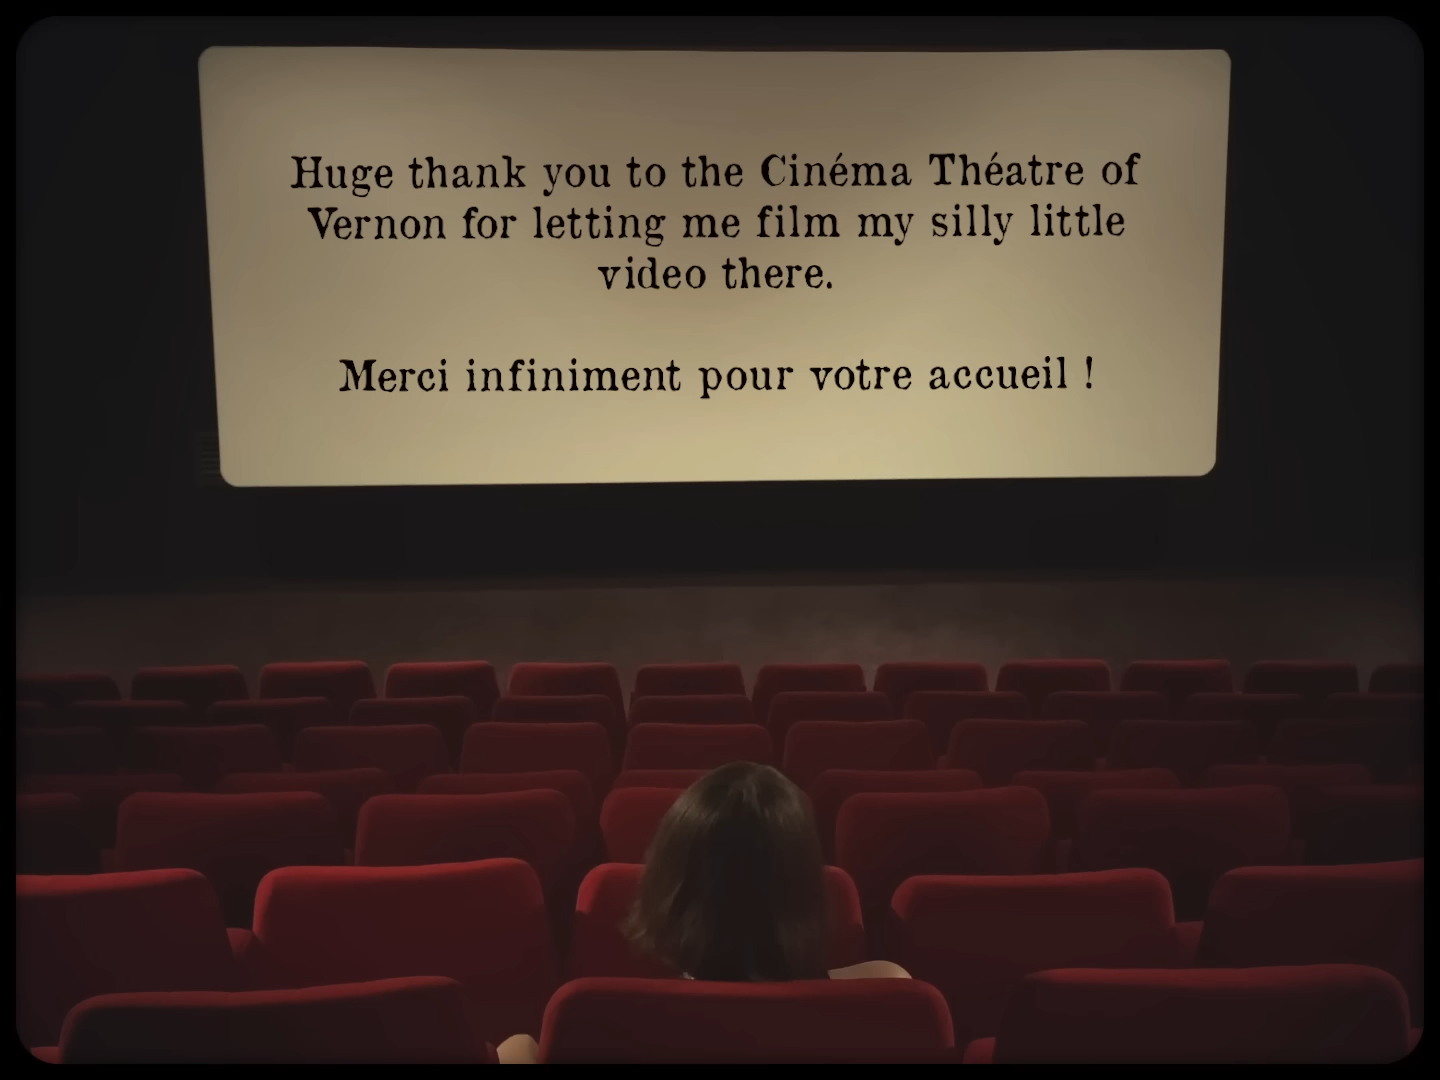 Huge thank you to the Cinéma Théatre of
Vernon for letting me film my silly little
video there.
Merci infiniment pour votre accueil !